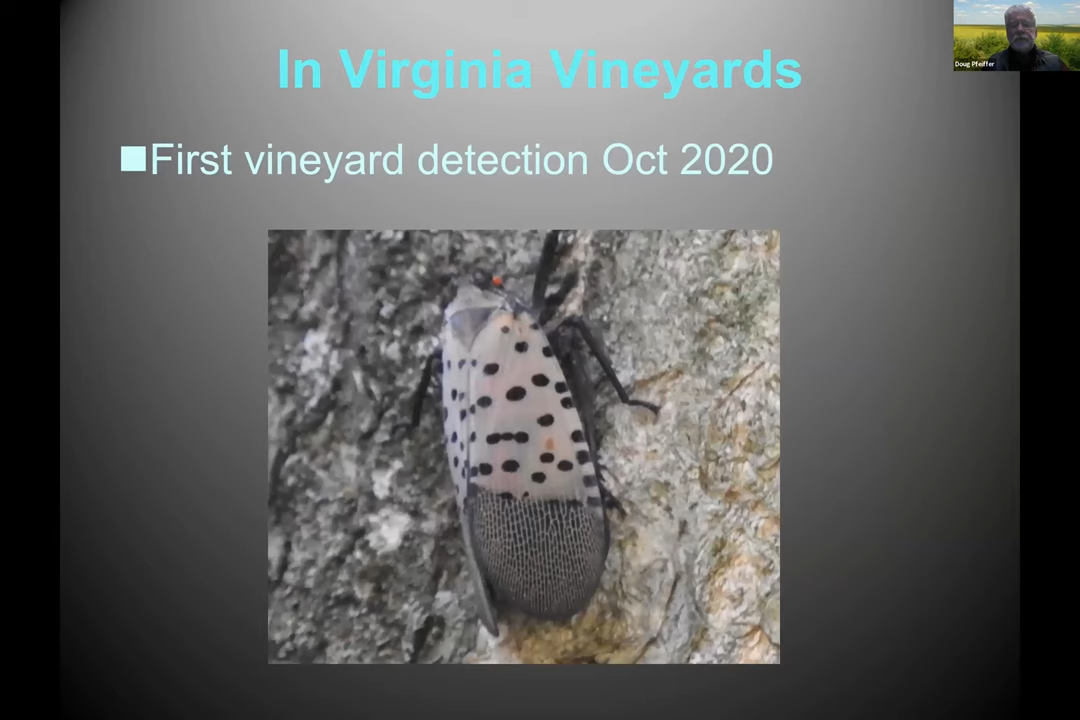 In Virginia Vineyards
■First vineyard detection Oct 2020
Doug Pfeiffer